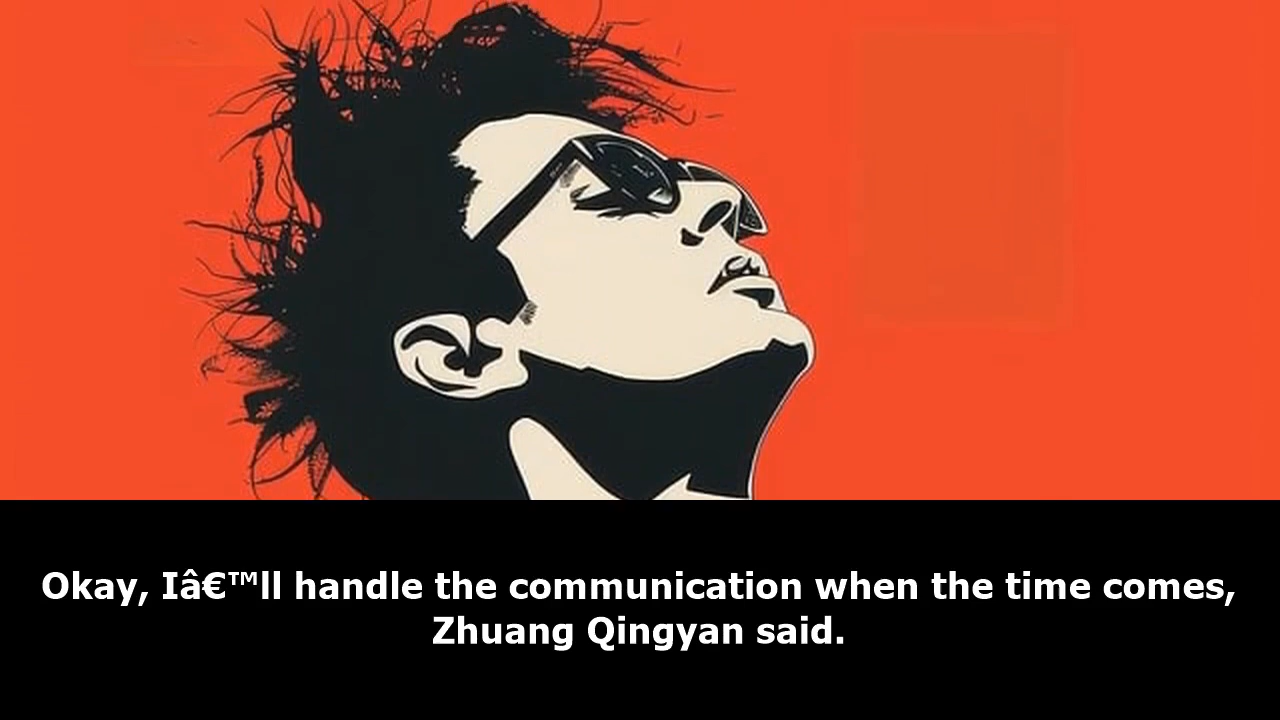 Okay, Iâ€™ll handle the communication when the time comes,
Zhuang Qingyan said.